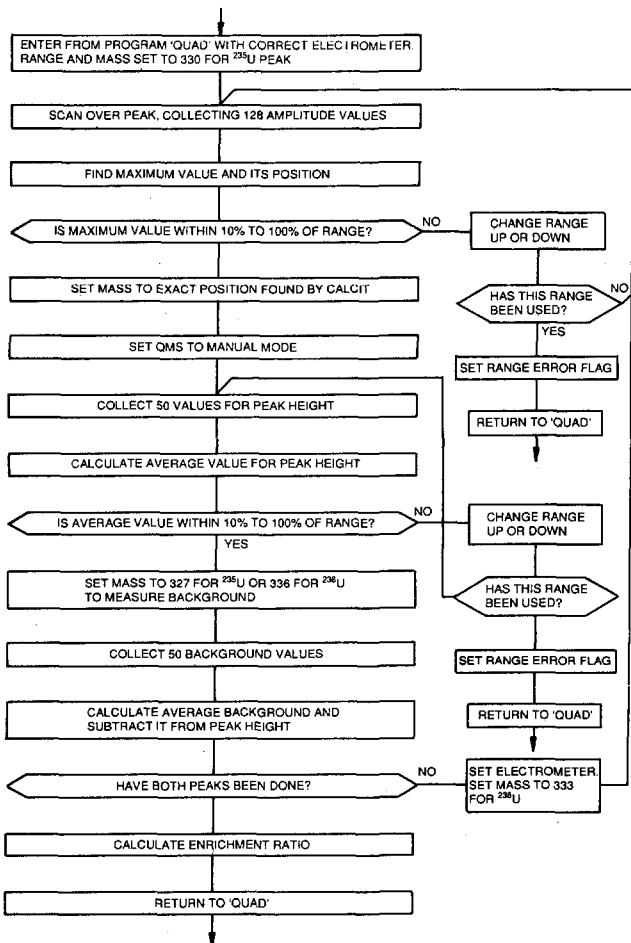 ENTER FROM PROGRAM 'QUAD' WITH CORRECT ELECTROMETER.
RANGE AND MASS SET TO 330 FOR ²³⁵U PEAK
SCAN OVER PEAK, COLLECTING 128 AMPLITUDE VALUES
FIND MAXIMUM VALUE AND ITS POSITION
IS MAXIMUM VALUE WITHIN 10% TO 100% OF RANGE?
NO
CHANGE RANGE
UP OR DOWN
SET MASS TO EXACT POSITION FOUND BY CALCIT
HAS THIS RANGE
BEEN USED?
NO
YES
SET QMS TO MANUAL MODE
SET RANGE ERROR FLAG
COLLECT 50 VALUES FOR PEAK HEIGHT
RETURN TO 'QUAD'
CALCULATE AVERAGE VALUE FOR PEAK HEIGHT
IS AVERAGE VALUE WITHIN 10% TO 100% OF RANGE?
NO
YES
CHANGE RANGE
UP OR DOWN
SET MASS TO 327 FOR ²³⁵U OR 336 FOR ²³⁸U
TO MEASURE BACKGROUND
HAS THIS RANGE
BEEN USED?
COLLECT 50 BACKGROUND VALUES
SET RANGE ERROR FLAG
CALCULATE AVERAGE BACKGROUND AND
SUBTRACT IT FROM PEAK HEIGHT
RETURN TO 'QUAD'
HAVE BOTH PEAKS BEEN DONE?
NO
SET ELECTROMETER.
SET MASS TO 333
FOR ²³⁸U
CALCULATE ENRICHMENT RATIO
RETURN TO 'QUAD'